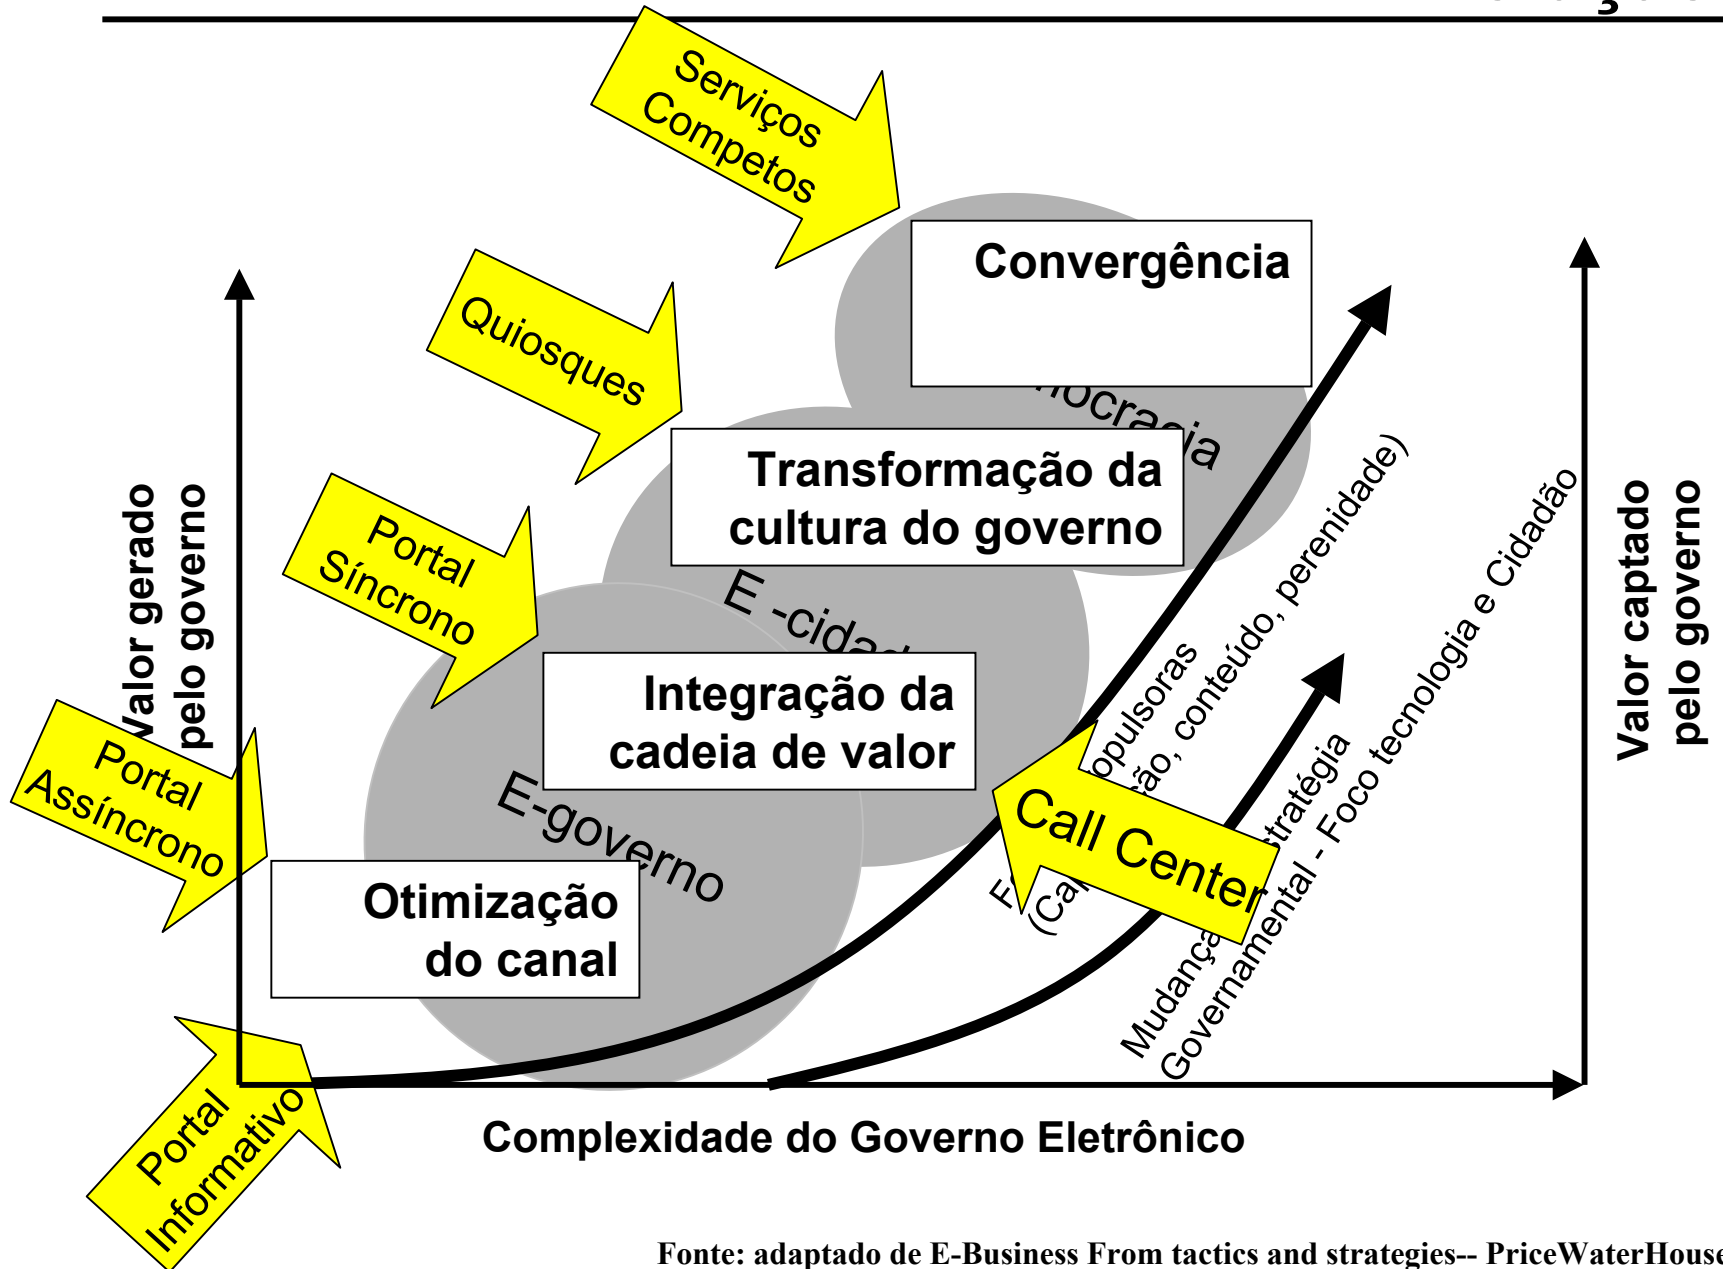 Serviços
Competos
Convergência
Quiosques
Transformação da
cultura do governo
Portal
Síncrono
E -cidad
Integração da
cadeia de valor
Portal
Assíncrono
E-governo
Otimização
do canal
Portal
Informativo
Call Center
Valor gerado
pelo governo
Valor captado
pelo governo
conteúdo, perenidade)
Governamental - Foco tecnologia e Cidadão
Complexidade do Governo Eletrônico
Fonte: adaptado de E-Business From tactics and strategies-- PriceWaterHouse